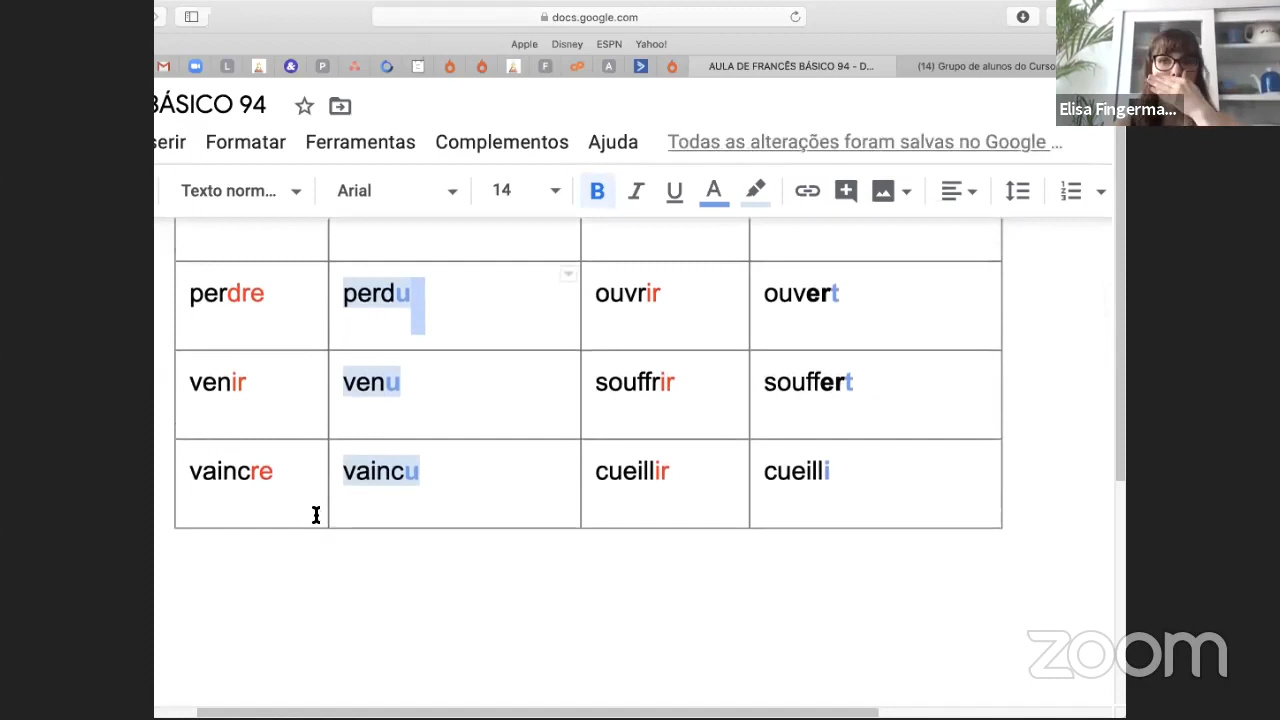 docs.google.com
Apple Disney ESPN Yahoo!
L P F A AULA DE FRANCÊS BÁSICO 94 - D... (14) Grupo de alunos do Curso
Elisa Fingerma...
BÁSICO 94
serir Formatar Ferramentas Complementos Ajuda Todas as alterações foram salvas no Google ...
Texto norm... Arial 14 B I U A
perdre perdu ouvrir ouvert
venir venu souffrir souffert
vaincre vaincu cueillir cueilli
zoom